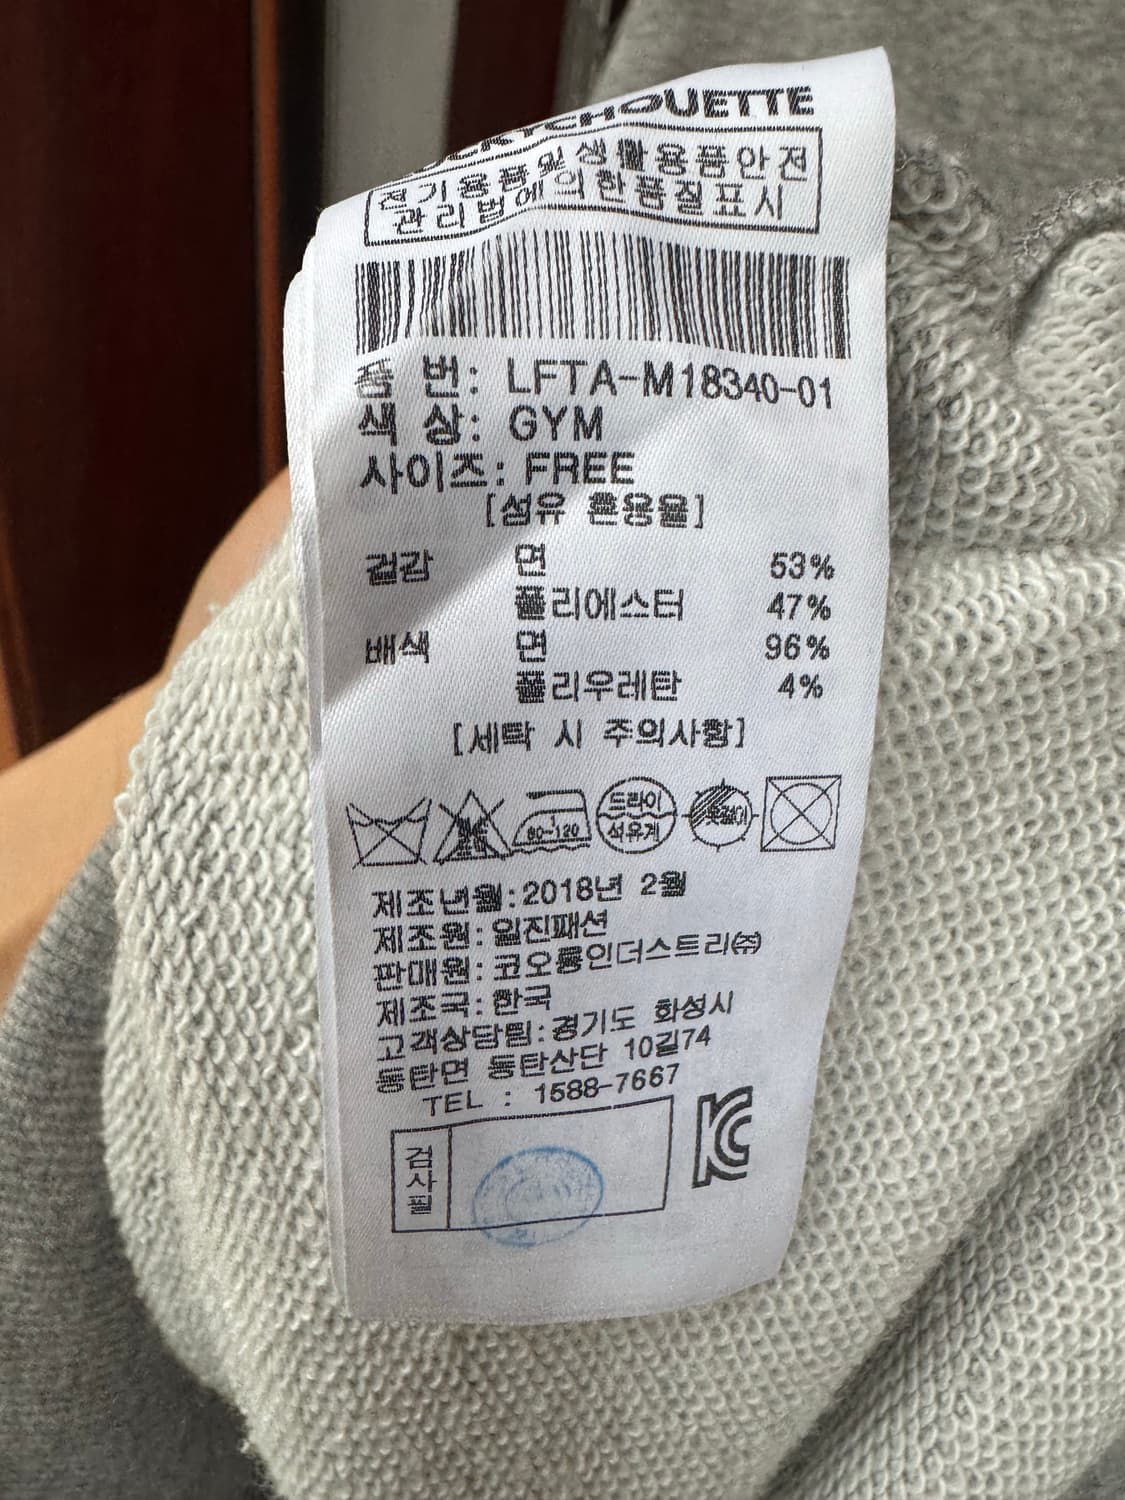 LUCKYCHOUETTE
전기용품및생활용품안전
관리법에의한품질표시
품 번: LFTA-M18340-01
색 상: GYM
사이즈: FREE
[섬유 혼용율]
겉감 면 53%
폴리에스터 47%
배색 면 96%
폴리우레탄 4%
[세탁 시 주의사항]
80~120
드라이
석유계
옷걸이
제조년월:2018년 2월
제조원:일진패션
판매원:코오롱인더스트리㈜
제조국:한국
고객상담팀:경기도 화성시
동탄면 동탄산단 10길74
TEL : 1588-7667
검사필
KC